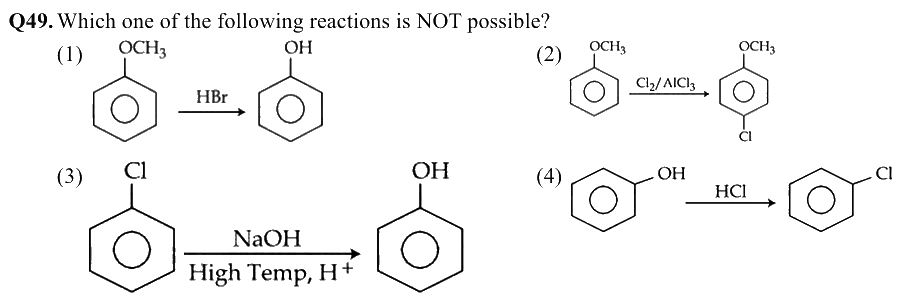 Q49. Which one of the following reactions is NOT possible?
(1) OCH₃ HBr OH
(2) OCH₃ Cl₂/AlCl₃ OCH₃ Cl
(3) Cl NaOH High Temp, H⁺ OH
(4) OH HCl Cl